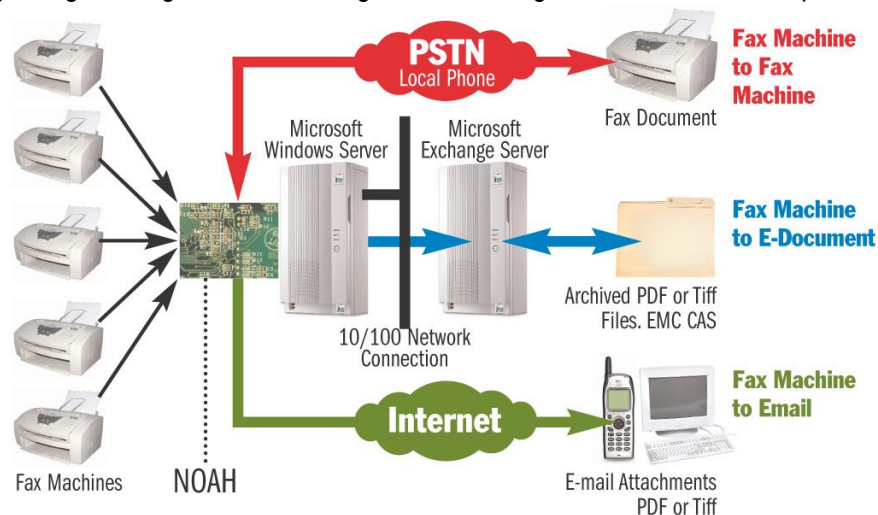 PSTN
Local Phone
Fax Machine
to Fax
Machine
Fax Document
Microsoft
Windows Server
Microsoft
Exchange Server
Fax Machine
to E-Document
Archived PDF or Tiff
Files. EMC CAS
10/100 Network
Connection
Fax Machine
to Email
Internet
Fax Machines
NOAH
E-mail Attachments
PDF or Tiff